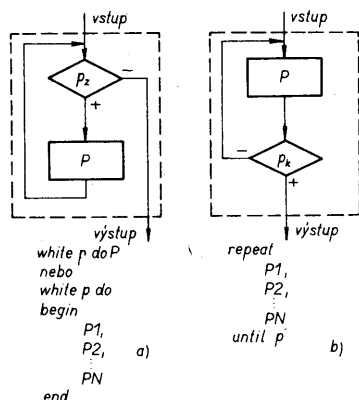 vstup
p_z
-
+
P
výstup
while p do P
nebo
while p do
begin
P1,
P2,
⋮
PN
end
a)
vstup
P
-
p_k
+
výstup
repeat
P1,
P2,
⋮
PN
until p
b)